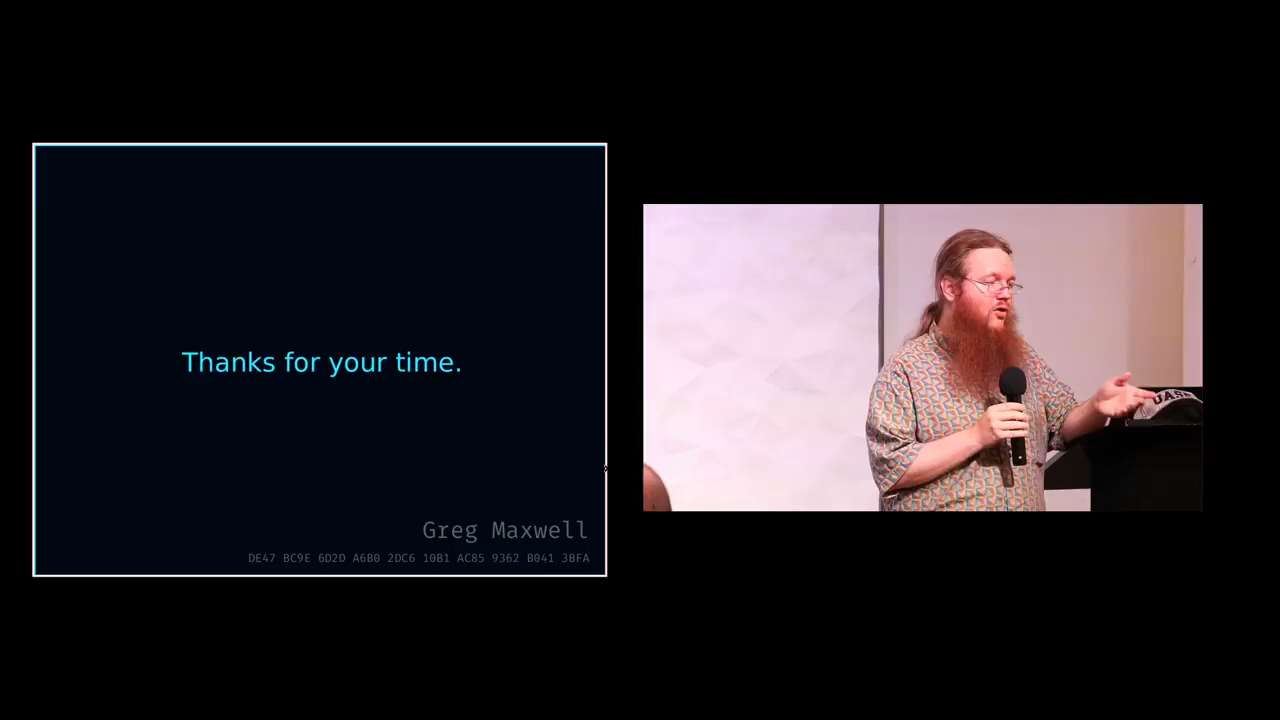 Thanks for your time.
Greg Maxwell
DE47 BC9E 6D2D A6B0 2DC6 10B1 AC85 9362 B041 3BFA